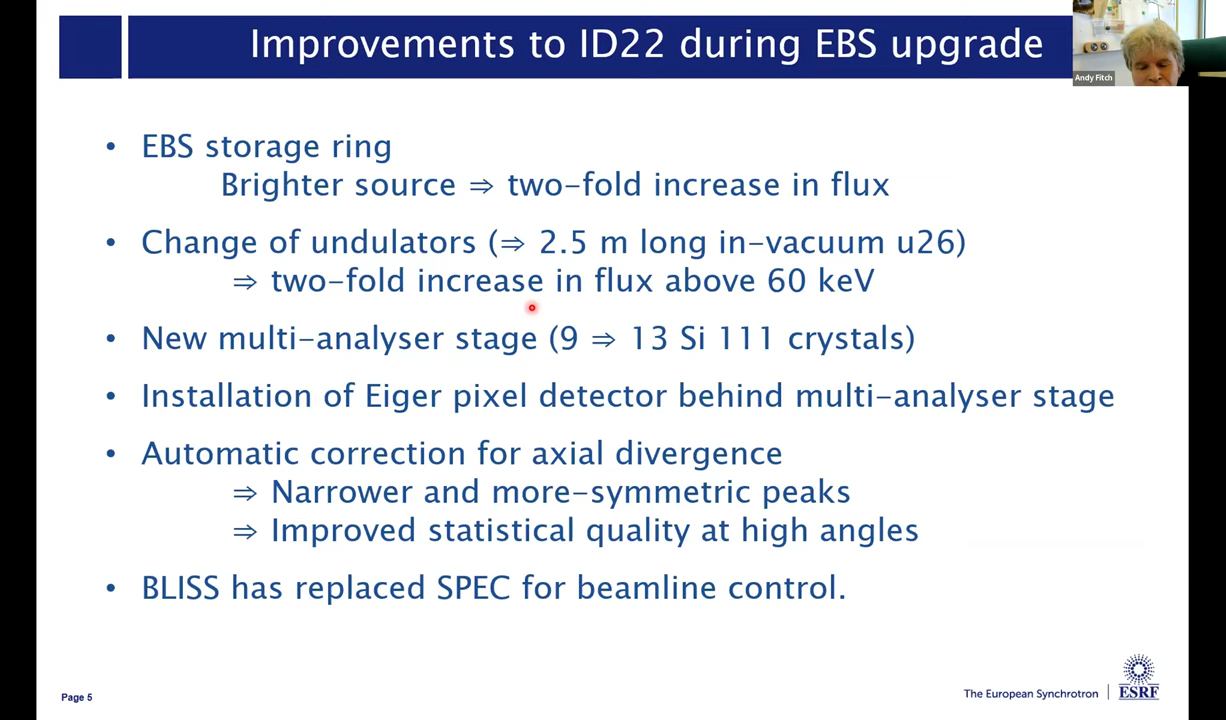 Improvements to ID22 during EBS upgrade
Andy Fitch
• EBS storage ring
Brighter source ⇒ two-fold increase in flux
• Change of undulators (⇒ 2.5 m long in-vacuum u26)
⇒ two-fold increase in flux above 60 keV
• New multi-analyser stage (9 ⇒ 13 Si 111 crystals)
• Installation of Eiger pixel detector behind multi-analyser stage
• Automatic correction for axial divergence
⇒ Narrower and more-symmetric peaks
⇒ Improved statistical quality at high angles
• BLISS has replaced SPEC for beamline control.
Page 5
The European Synchrotron
ESRF